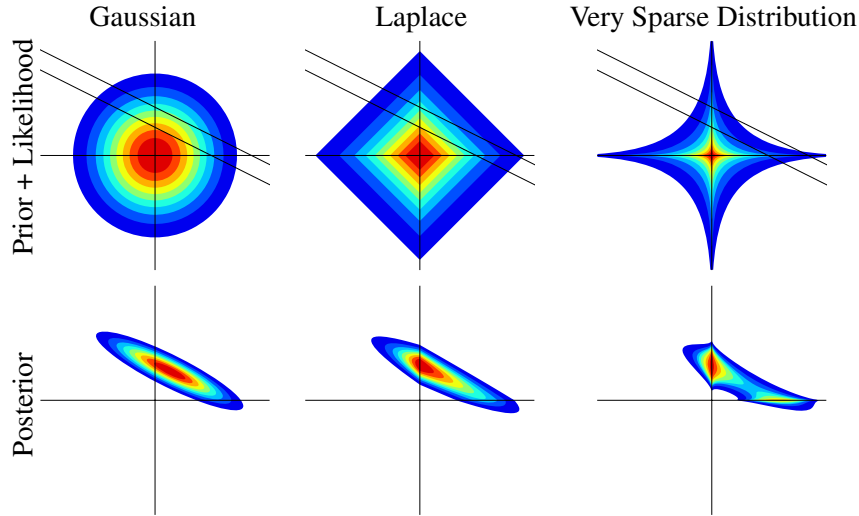 Gaussian
Laplace
Very Sparse Distribution
Prior + Likelihood
Posterior